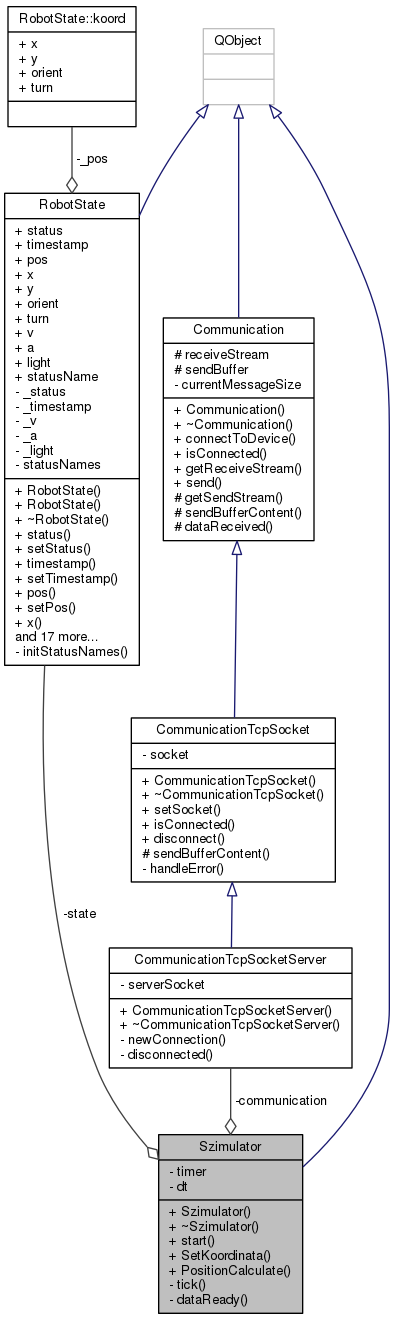 RobotState::koord
+ x
+ y
+ orient
+ turn
QObject
-_pos
RobotState
+ status
+ timestamp
+ pos
+ x
+ y
+ orient
+ turn
+ v
+ a
+ light
+ statusName
- _status
- _timestamp
- _v
- _a
- _light
- statusNames
+ RobotState()
+ RobotState()
+ ~RobotState()
+ status()
+ setStatus()
+ timestamp()
+ setTimestamp()
+ pos()
+ setPos()
+ x()
and 17 more...
- initStatusNames()
Communication
# receiveStream
# sendBuffer
- currentMessageSize
+ Communication()
+ ~Communication()
+ connectToDevice()
+ isConnected()
+ getReceiveStream()
+ send()
# getSendStream()
# sendBufferContent()
# dataReceived()
CommunicationTcpSocket
- socket
+ CommunicationTcpSocket()
+ ~CommunicationTcpSocket()
+ setSocket()
+ isConnected()
+ disconnect()
# sendBufferContent()
- handleError()
-state
CommunicationTcpSocketServer
- serverSocket
+ CommunicationTcpSocketServer()
+ ~CommunicationTcpSocketServer()
- newConnection()
- disconnected()
-communication
Szimulator
- timer
- dt
+ Szimulator()
+ ~Szimulator()
+ start()
+ SetKoordinata()
+ PositionCalculate()
- tick()
- dataReady()